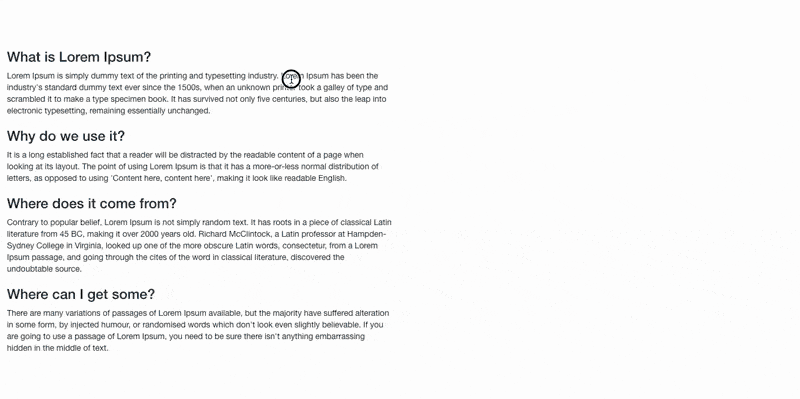 What is Lorem Ipsum?
Lorem Ipsum is simply dummy text of the printing and typesetting industry. Lorem Ipsum has been the
industry's standard dummy text ever since the 1500s, when an unknown printer took a galley of type and
scrambled it to make a type specimen book. It has survived not only five centuries, but also the leap into
electronic typesetting, remaining essentially unchanged.
Why do we use it?
It is a long established fact that a reader will be distracted by the readable content of a page when
looking at its layout. The point of using Lorem Ipsum is that it has a more-or-less normal distribution of
letters, as opposed to using 'Content here, content here', making it look like readable English.
Where does it come from?
Contrary to popular belief, Lorem Ipsum is not simply random text. It has roots in a piece of classical Latin
literature from 45 BC, making it over 2000 years old. Richard McClintock, a Latin professor at Hampden-
Sydney College in Virginia, looked up one of the more obscure Latin words, consectetur, from a Lorem
Ipsum passage, and going through the cites of the word in classical literature, discovered the
undoubtable source.
Where can I get some?
There are many variations of passages of Lorem Ipsum available, but the majority have suffered alteration
in some form, by injected humour, or randomised words which don't look even slightly believable. If you
are going to use a passage of Lorem Ipsum, you need to be sure there isn't anything embarrassing
hidden in the middle of text.